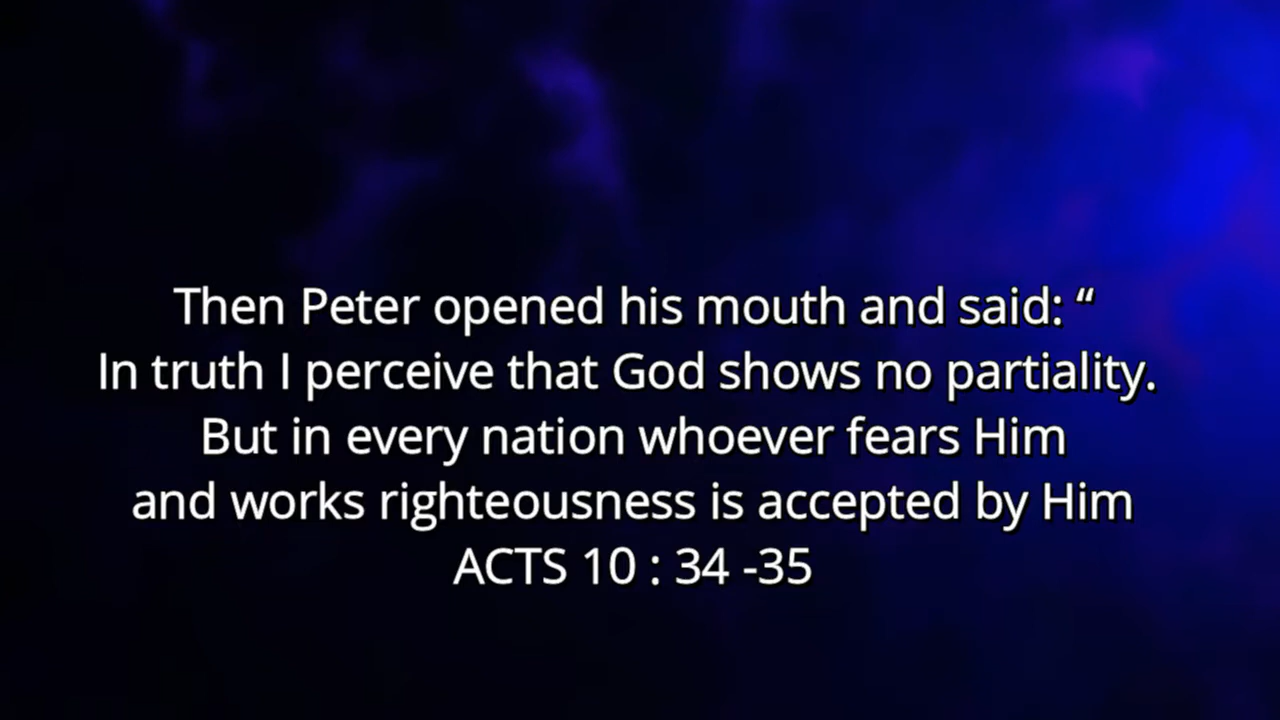 Then Peter opened his mouth and said: “
In truth I perceive that God shows no partiality.
But in every nation whoever fears Him
and works righteousness is accepted by Him
ACTS 10 : 34 -35